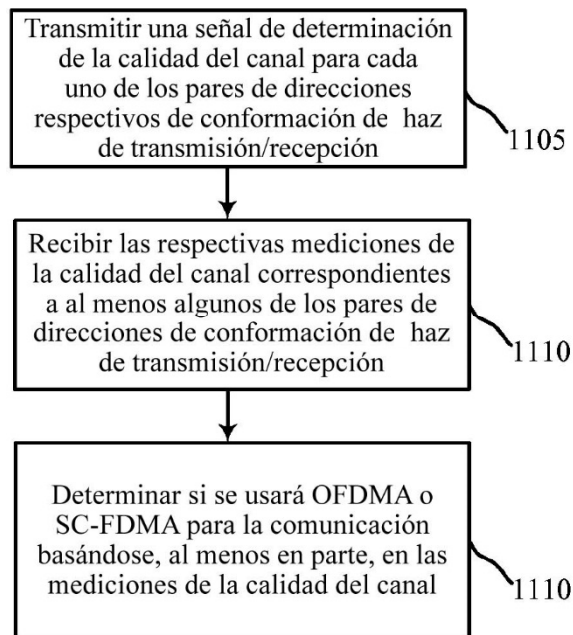 Transmitir una señal de determinación
de la calidad del canal para cada
uno de los pares de direcciones
respectivos de conformación de haz
de transmisión/recepción
1105
Recibir las respectivas mediciones de
la calidad del canal correspondientes
a al menos algunos de los pares de
direcciones de conformación de haz
de transmisión/recepción
1110
Determinar si se usará OFDMA o
SC-FDMA para la comunicación
basándose, al menos en parte, en las
mediciones de la calidad del canal
1110